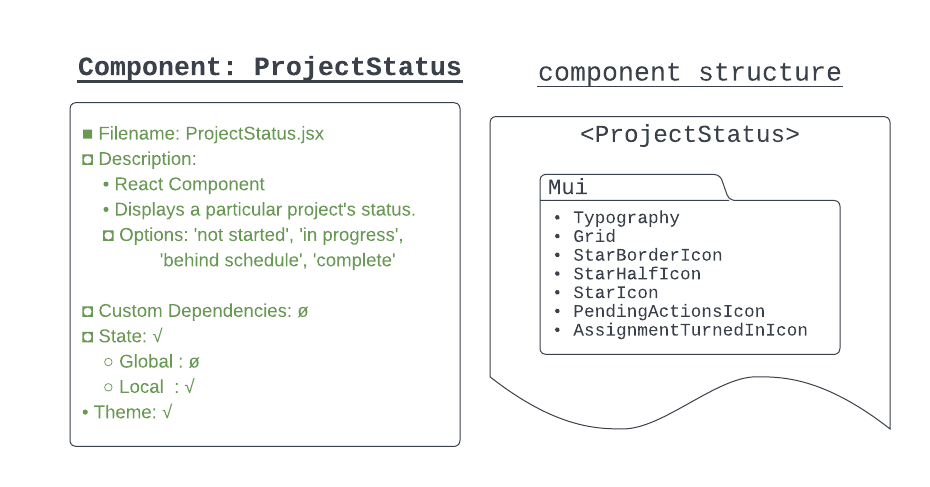 Component: ProjectStatus
■ Filename: ProjectStatus.jsx
◘ Description:
• React Component
• Displays a particular project's status.
◘ Options: 'not started', 'in progress',
'behind schedule', 'complete'
◘ Custom Dependencies: ø
◘ State: √
○ Global : ø
○ Local : √
• Theme: √
component structure
<ProjectStatus>
Mui
• Typography
• Grid
• StarBorderIcon
• StarHalfIcon
• StarIcon
• PendingActionsIcon
• AssignmentTurnedInIcon